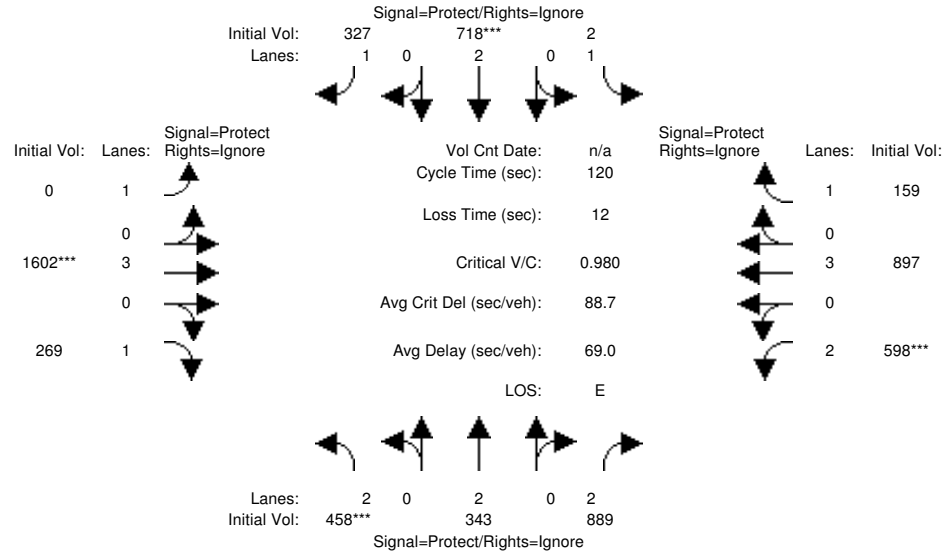 Signal=Protect/Rights=Ignore
Initial Vol: 327 718*** 2
Lanes: 1 0 2 0 1
Signal=Protect
Initial Vol: Lanes: Rights=Ignore
Vol Cnt Date: n/a
Signal=Protect
Rights=Ignore Lanes: Initial Vol:
Cycle Time (sec): 120
0 1
1 159
Loss Time (sec): 12
0
0
1602*** 3
Critical V/C: 0.980
3 897
0
Avg Crit Del (sec/veh): 88.7
0
269 1
Avg Delay (sec/veh): 69.0
2 598***
LOS: E
Lanes: 2 0 2 0 2
Initial Vol: 458*** 343 889
Signal=Protect/Rights=Ignore